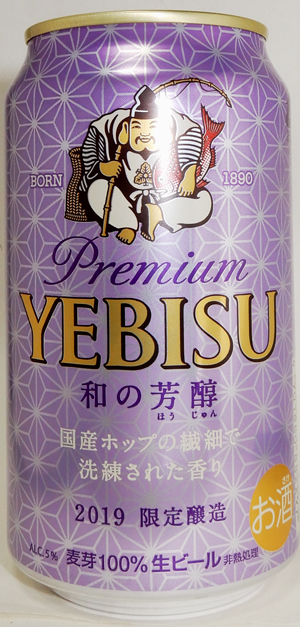 BORN 1890
Premium
YEBISU
和の芳醇
ほうじゅん
国産ホップの繊細で
洗練された香り
2019 限定醸造
さけ
お酒
ALC.5% 麦芽100%生ビール 非熱処理